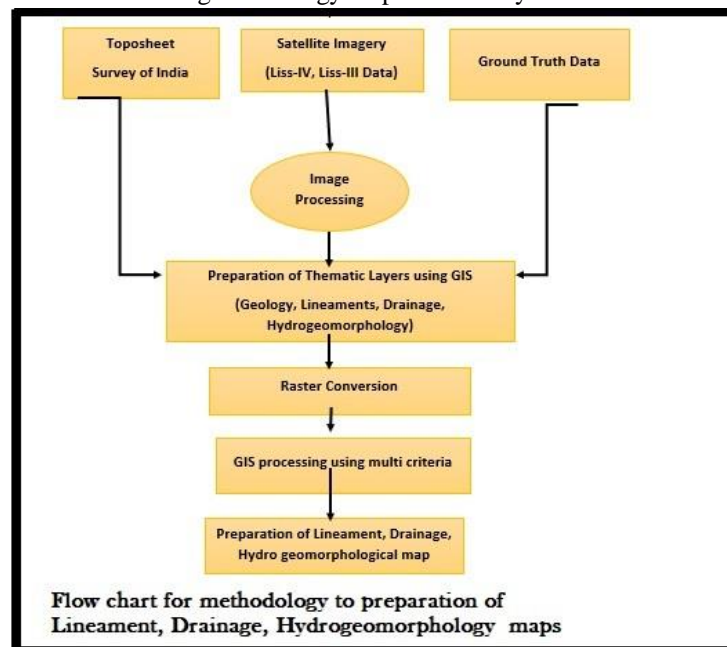 Toposheet
Survey of India
Satellite Imagery
(Liss-IV, Liss-III Data)
Ground Truth Data
Image
Processing
Preparation of Thematic Layers using GIS
(Geology, Lineaments, Drainage,
Hydrogeomorphology)
Raster Conversion
GIS processing using multi criteria
Preparation of Lineament, Drainage,
Hydro geomorphological map
Flow chart for methodology to preparation of
Lineament, Drainage, Hydrogeomorphology maps